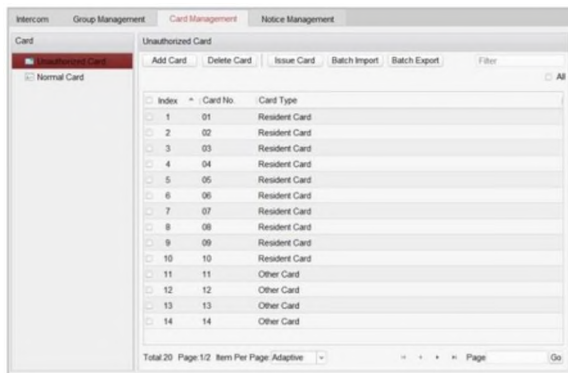 Intercom Group Management Card Management Notice Management
Card
Unauthorized Card
Normal Card
Unauthorized Card
Add Card Delete Card Issue Card Batch Import Batch Export Filter
All
Index Card No. Card Type
1 01 Resident Card
2 02 Resident Card
3 03 Resident Card
4 04 Resident Card
5 05 Resident Card
6 06 Resident Card
7 07 Resident Card
8 08 Resident Card
9 09 Resident Card
10 10 Resident Card
11 11 Other Card
12 12 Other Card
13 13 Other Card
14 14 Other Card
Total:20 Page:1/2 Item Per Page: Adaptive Page Go